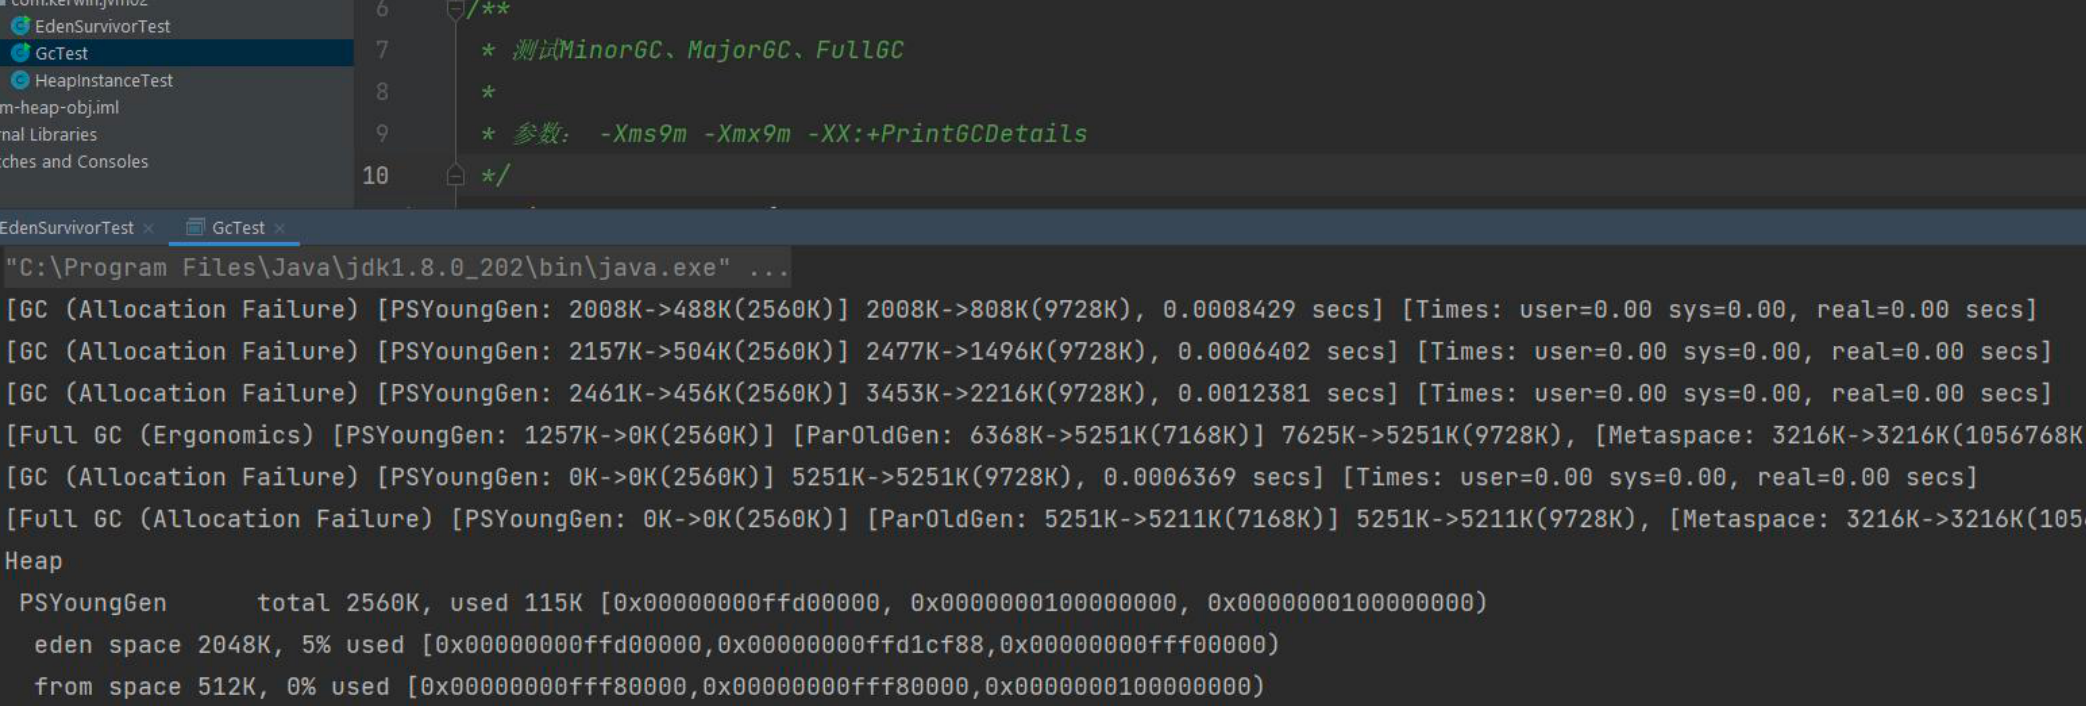 com.kerwin.jvm02
EdenSurvivorTest
GcTest
HeapInstanceTest
m-heap-obj.iml
rnal Libraries
tches and Consoles
6 /**
7 * 测试MinorGC、MajorGC、FullGC
8 *
9 * 参数: -Xms9m -Xmx9m -XX:+PrintGCDetails
10 */
EdenSurvivorTest × GcTest ×
"C:\Program Files\Java\jdk1.8.0_202\bin\java.exe" ...
[GC (Allocation Failure) [PSYoungGen: 2008K->488K(2560K)] 2008K->808K(9728K), 0.0008429 secs] [Times: user=0.00 sys=0.00, real=0.00 secs]
[GC (Allocation Failure) [PSYoungGen: 2157K->504K(2560K)] 2477K->1496K(9728K), 0.0006402 secs] [Times: user=0.00 sys=0.00, real=0.00 secs]
[GC (Allocation Failure) [PSYoungGen: 2461K->456K(2560K)] 3453K->2216K(9728K), 0.0012381 secs] [Times: user=0.00 sys=0.00, real=0.00 secs]
[Full GC (Ergonomics) [PSYoungGen: 1257K->0K(2560K)] [ParOldGen: 6368K->5251K(7168K)] 7625K->5251K(9728K), [Metaspace: 3216K->3216K(1056768K
[GC (Allocation Failure) [PSYoungGen: 0K->0K(2560K)] 5251K->5251K(9728K), 0.0006369 secs] [Times: user=0.00 sys=0.00, real=0.00 secs]
[Full GC (Allocation Failure) [PSYoungGen: 0K->0K(2560K)] [ParOldGen: 5251K->5211K(7168K)] 5251K->5211K(9728K), [Metaspace: 3216K->3216K(105
Heap
PSYoungGen total 2560K, used 115K [0x00000000ffd00000, 0x0000000100000000, 0x0000000100000000)
eden space 2048K, 5% used [0x00000000ffd00000,0x00000000ffd1cf88,0x00000000fff00000)
from space 512K, 0% used [0x00000000fff80000,0x00000000fff80000,0x0000000100000000)